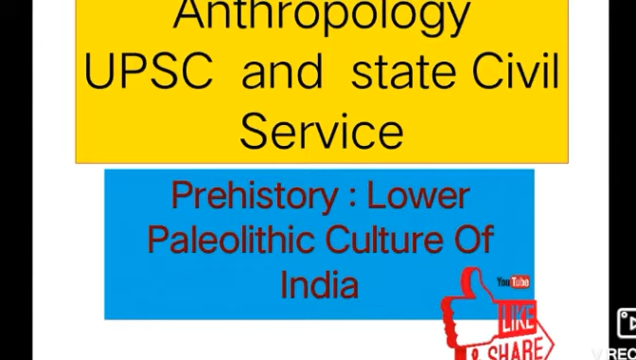 Anthropology
UPSC and state Civil
Service
Prehistory : Lower
Paleolithic Culture Of
India
YouTube
LIKE
& SHARE